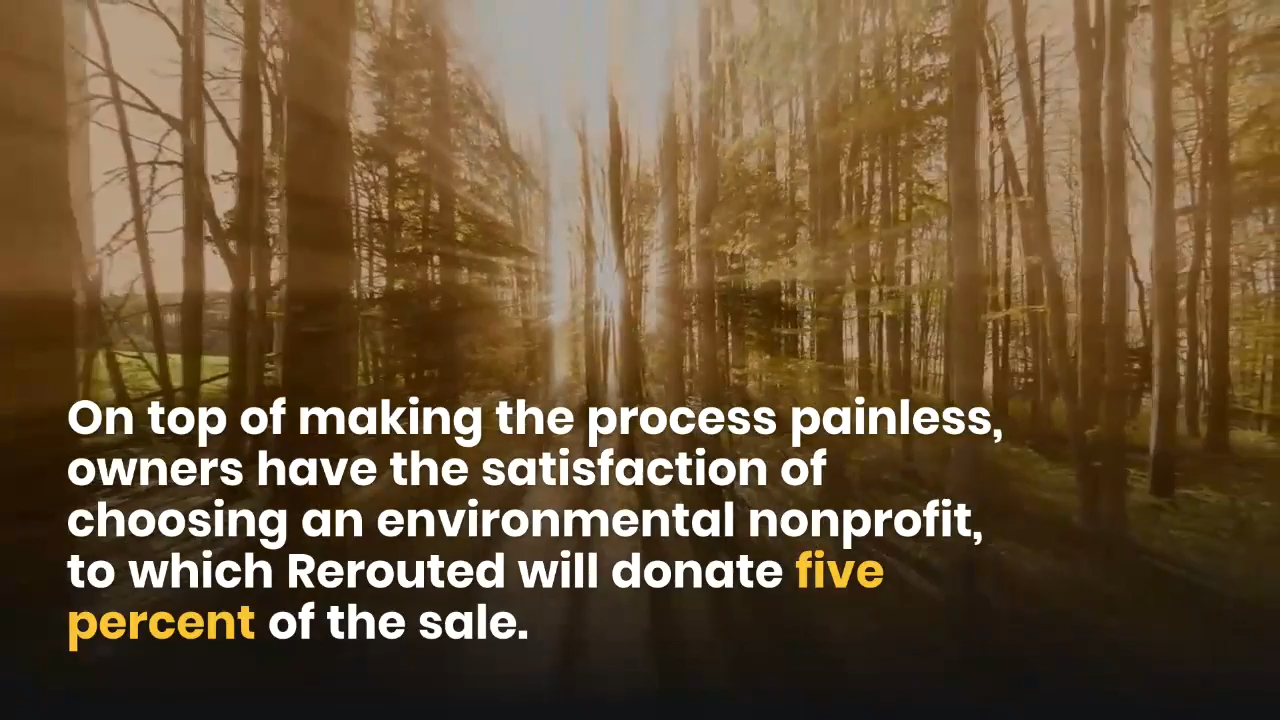 On top of making the process painless,
owners have the satisfaction of
choosing an environmental nonprofit,
to which Rerouted will donate five
percent of the sale.